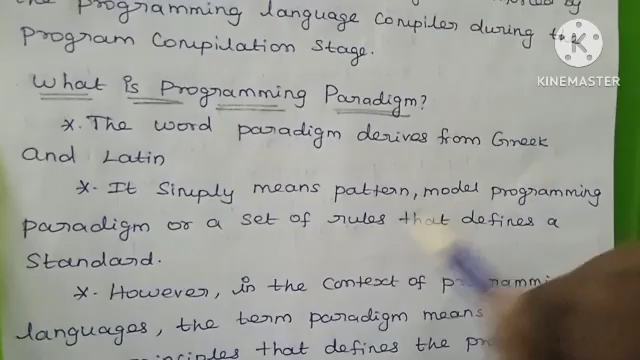 the programming language compiler during the
program compilation stage.
What is Programming Paradigm?
*. The word paradigm derives from Greek
and Latin
*. It simply means pattern, model programming
paradigm or a set of rules that defines a
standard.
*. However, in the context of
languages, the term paradigm means
that defines the
KINEMASTER